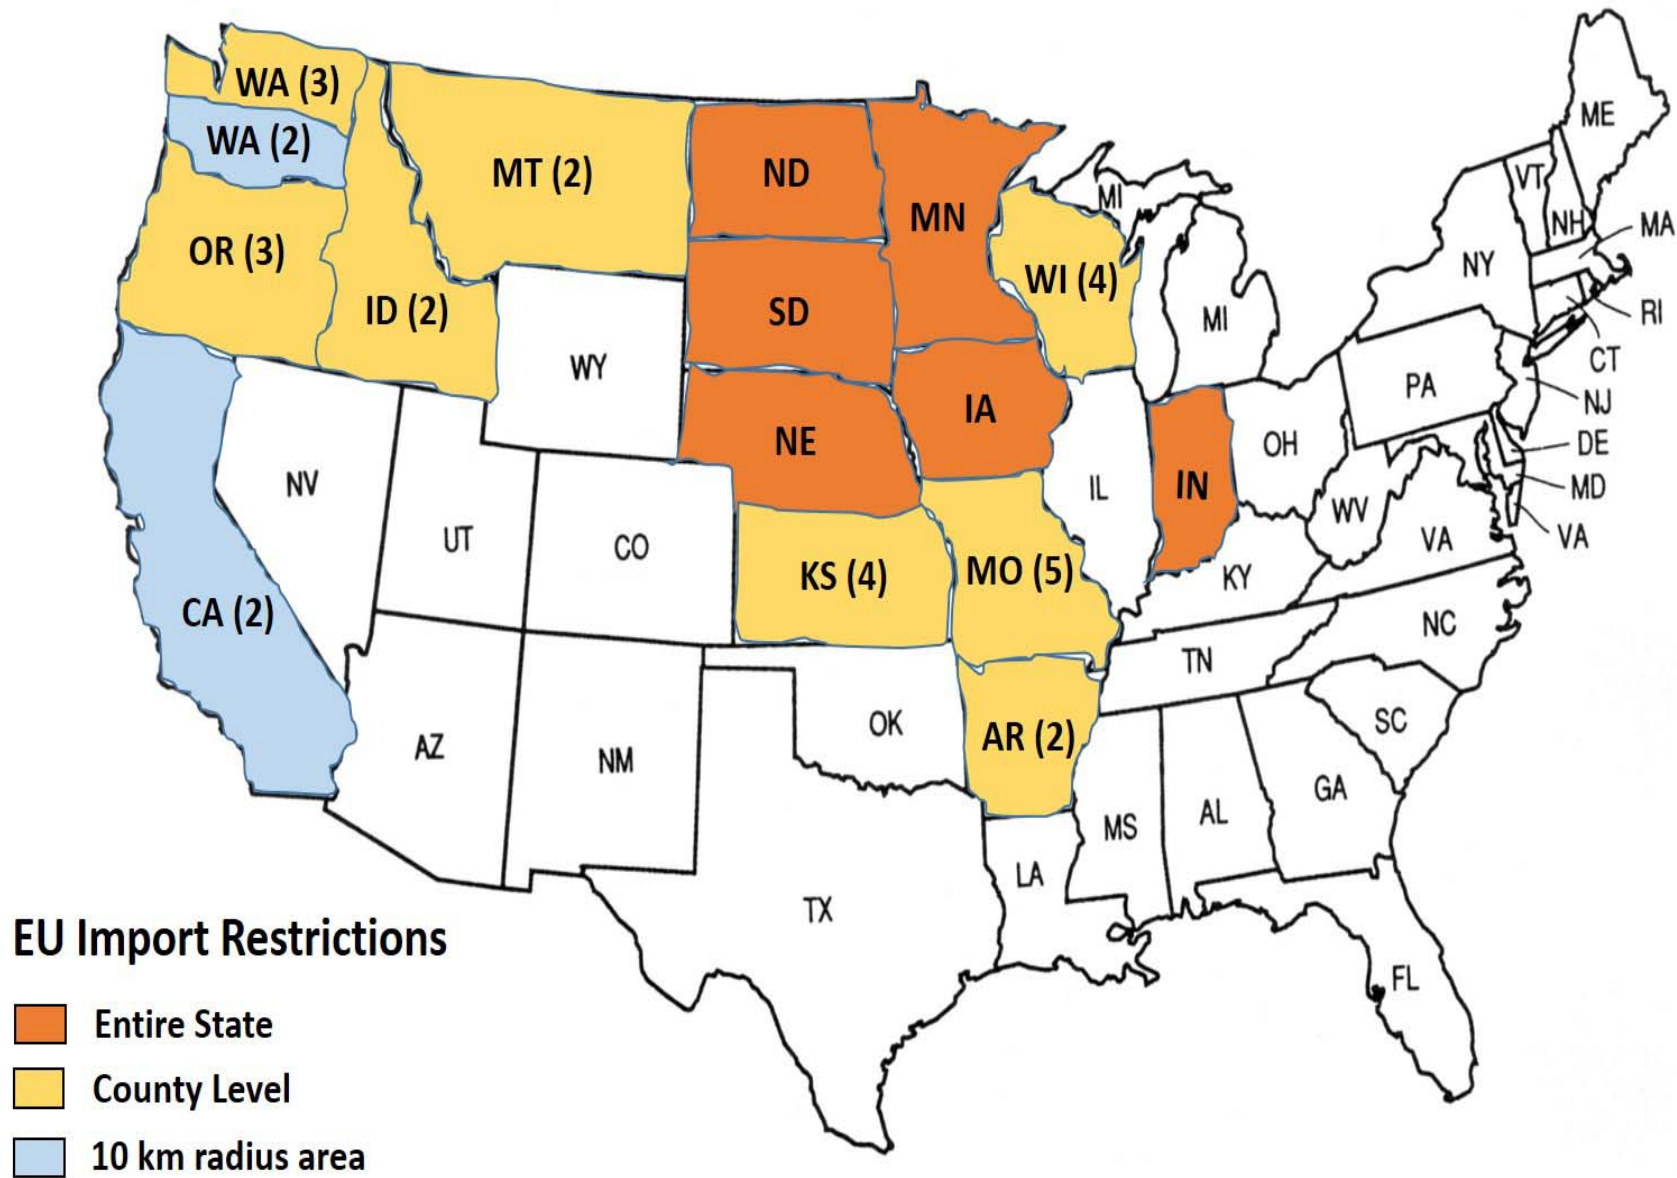 WA (3)
WA (2)
OR (3)
ID (2)
MT (2)
ND
MN
SD
WI (4)
MI
MI
ME
VT
NH
MA
NY
RI
CT
NJ
PA
DE
MD
VA
WY
NE
IA
IL
IN
OH
WV
VA
KY
NV
UT
CO
KS (4)
MO (5)
CA (2)
AZ
NM
OK
AR (2)
TN
NC
SC
GA
AL
MS
LA
TX
FL
EU Import Restrictions
Entire State
County Level
10 km radius area